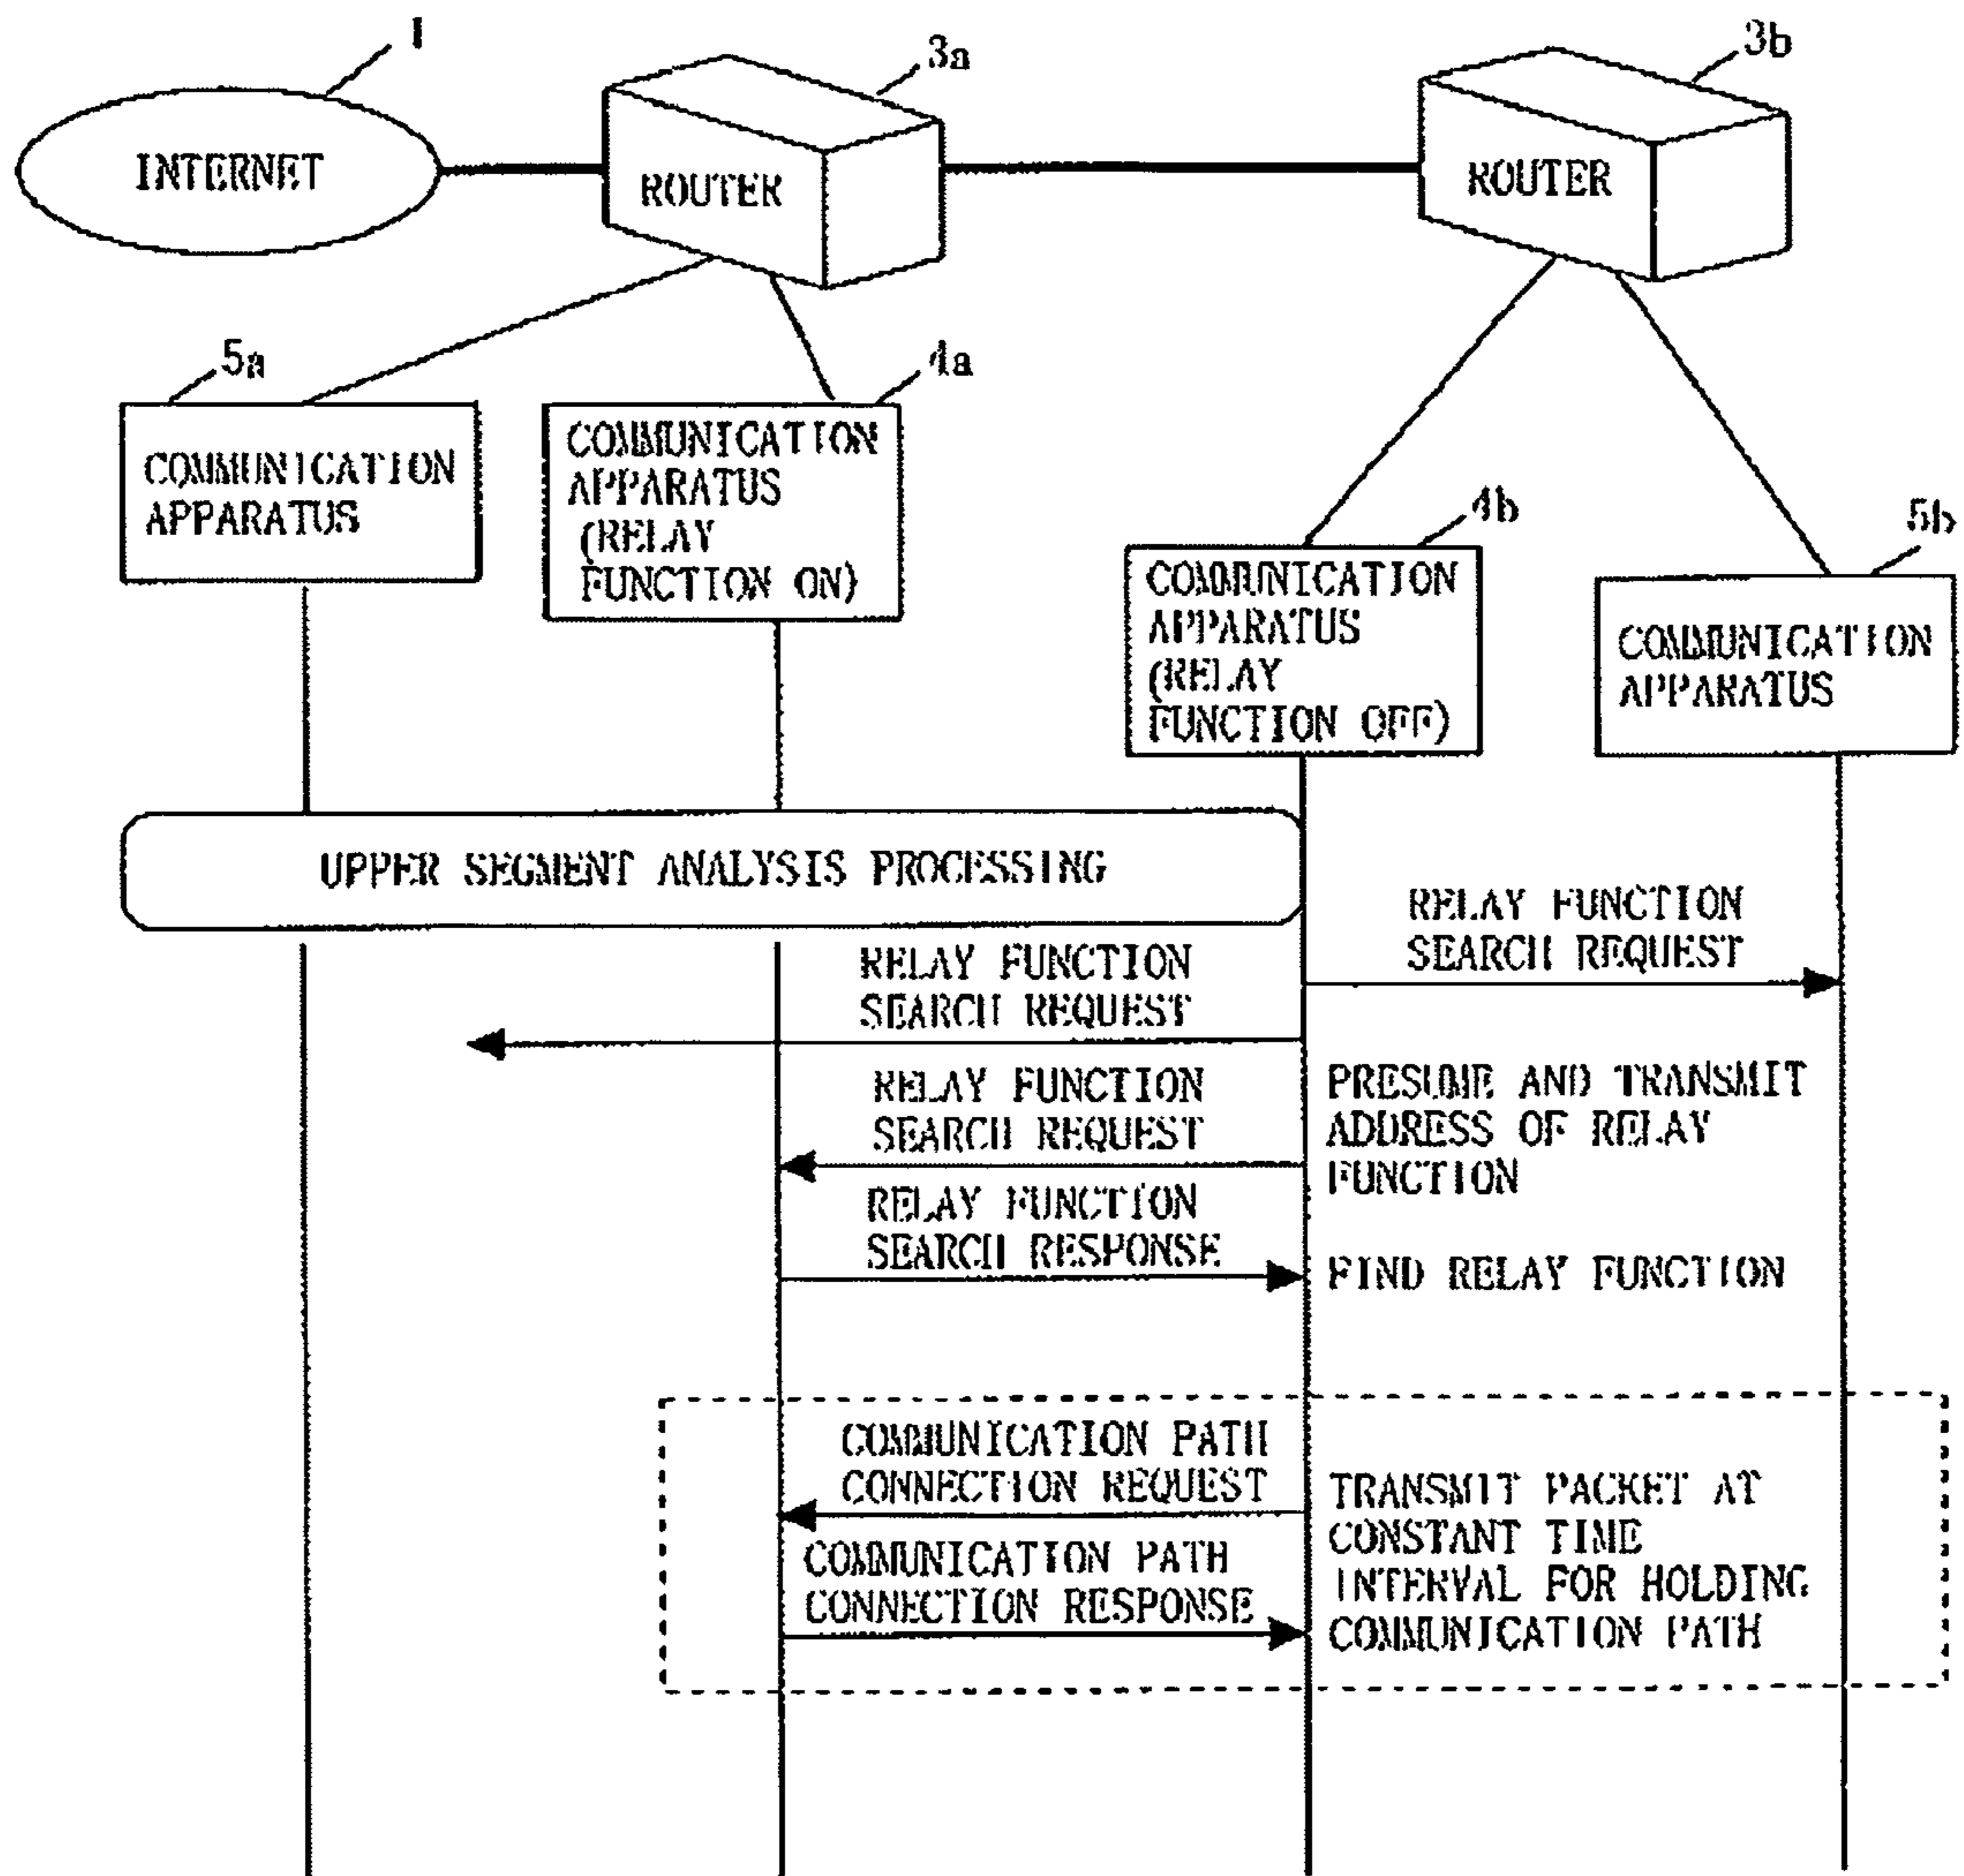 1
3a
3b
INTERNET
ROUTER
ROUTER
5a
4a
COMMUNICATION
APPARATUS
COMMUNICATION
APPARATUS
(RELAY
FUNCTION ON)
4b
5b
COMMUNICATION
APPARATUS
(RELAY
FUNCTION OFF)
COMMUNICATION
APPARATUS
UPPER SEGMENT ANALYSIS PROCESSING
RELAY FUNCTION
SEARCH REQUEST
RELAY FUNCTION
SEARCH REQUEST
RELAY FUNCTION
SEARCH REQUEST
PRESUME AND TRANSMIT
ADDRESS OF RELAY
FUNCTION
RELAY FUNCTION
SEARCH RESPONSE
FIND RELAY FUNCTION
COMMUNICATION PATH
CONNECTION REQUEST
TRANSMIT PACKET AT
CONSTANT TIME
INTERVAL FOR HOLDING
COMMUNICATION PATH
COMMUNICATION PATH
CONNECTION RESPONSE